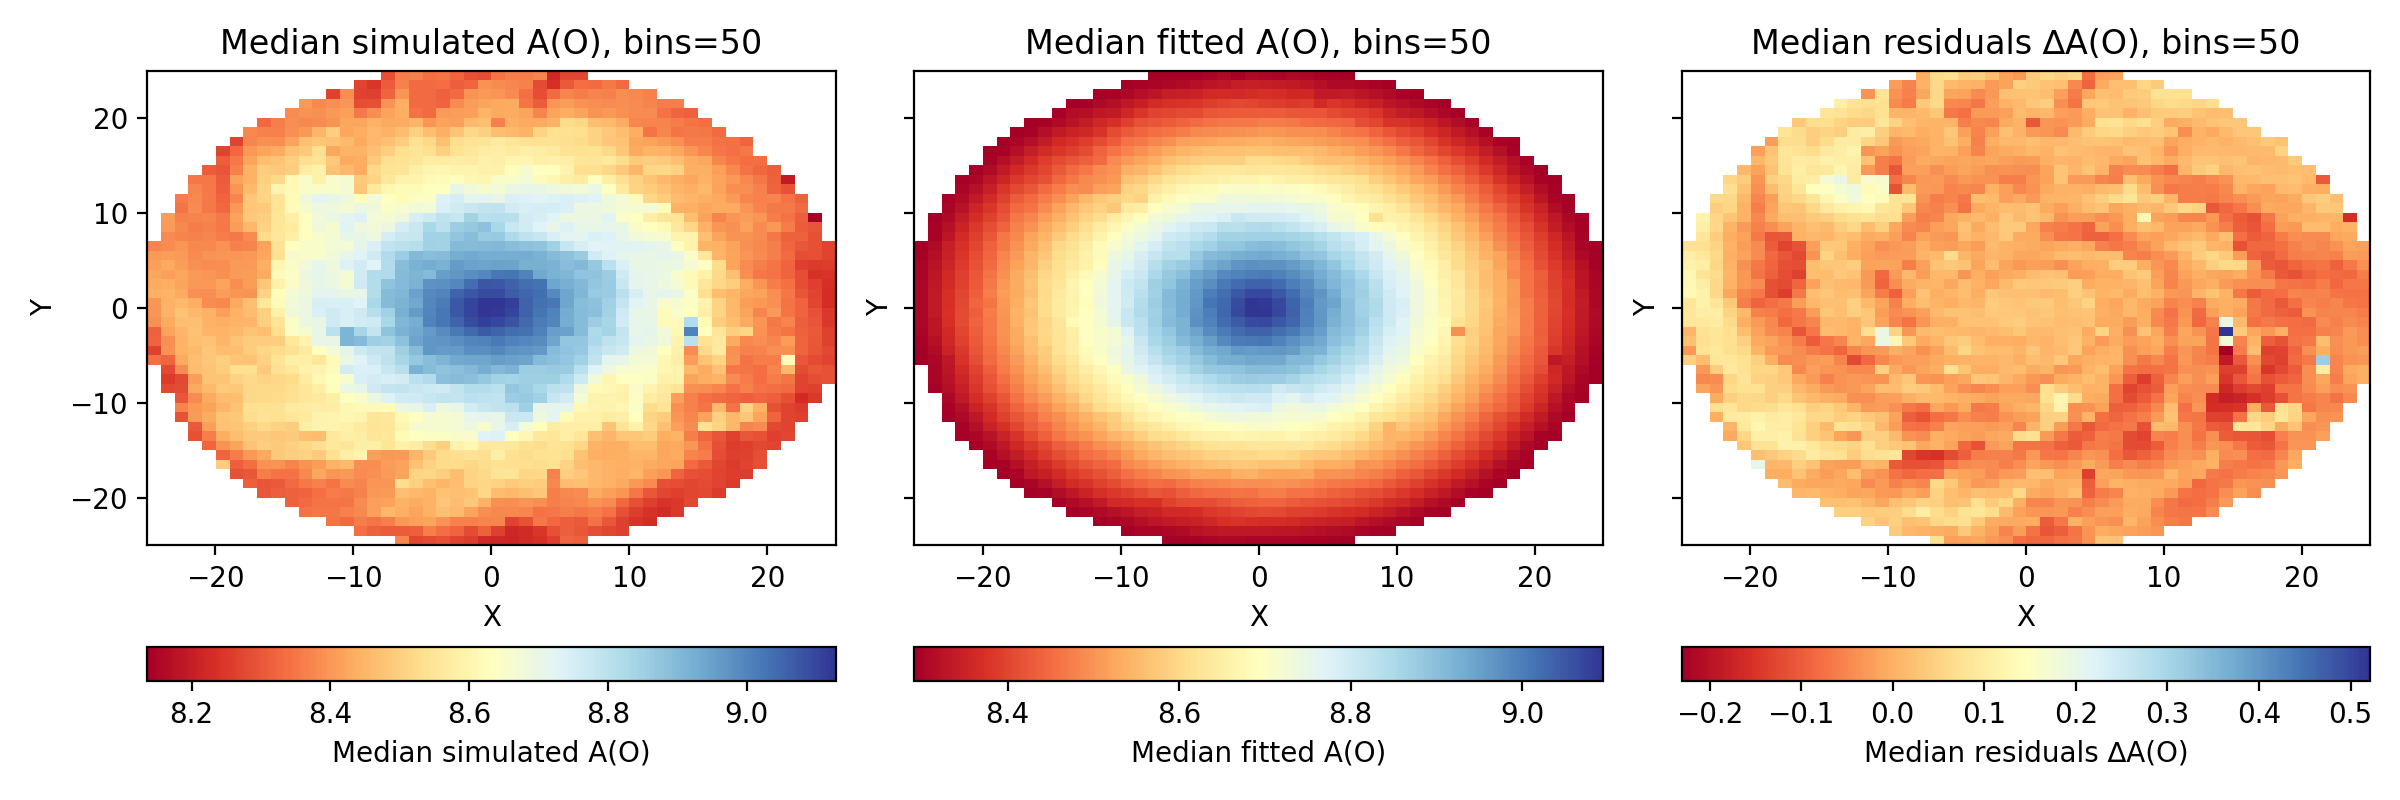 Median simulated A(O), bins=50
Median fitted A(O), bins=50
Median residuals ΔA(O), bins=50
20
10
0
−10
−20
Y
Y
Y
−20 −10 0 10 20
−20 −10 0 10 20
−20 −10 0 10 20
X
X
X
8.2 8.4 8.6 8.8 9.0
8.4 8.6 8.8 9.0
−0.2 −0.1 0.0 0.1 0.2 0.3 0.4 0.5
Median simulated A(O)
Median fitted A(O)
Median residuals ΔA(O)